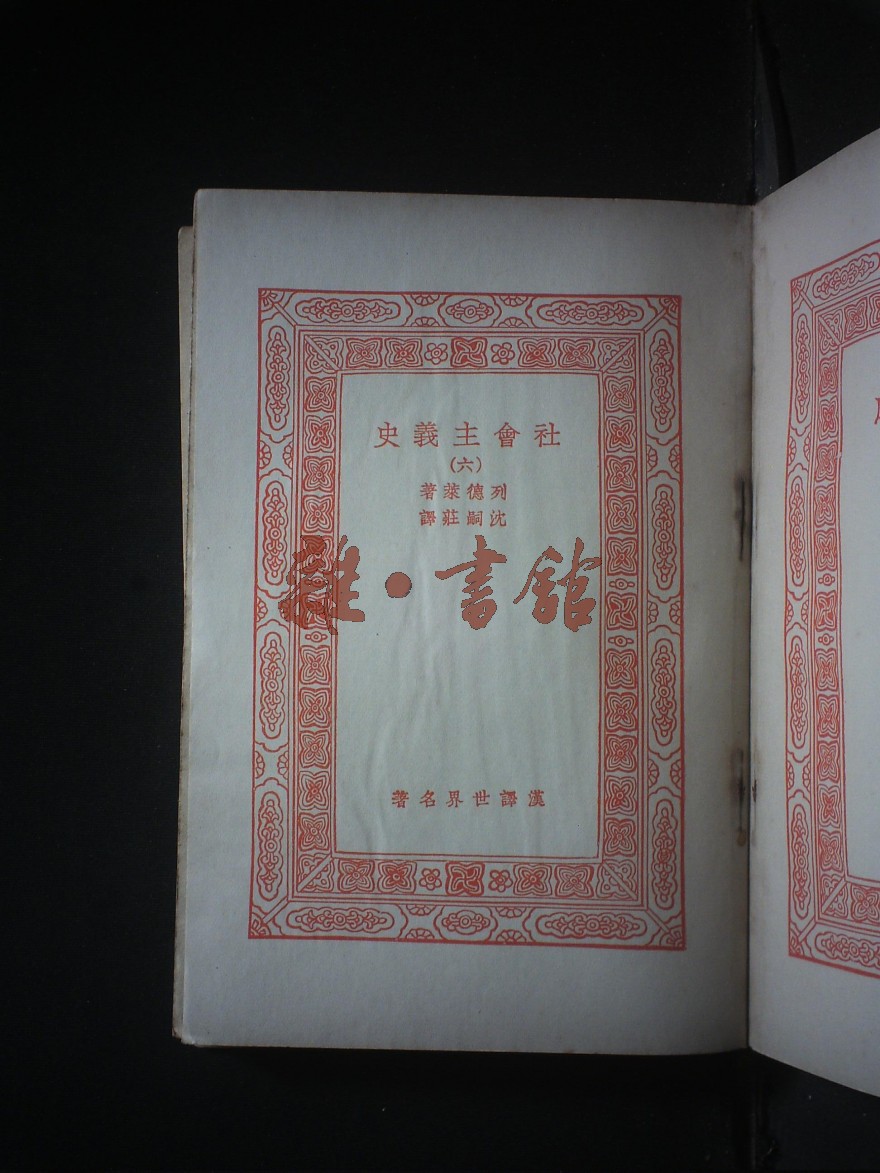 社會主義史
(六)
列德萊著
沈嗣莊譯
雜·書館
漢譯世界名著